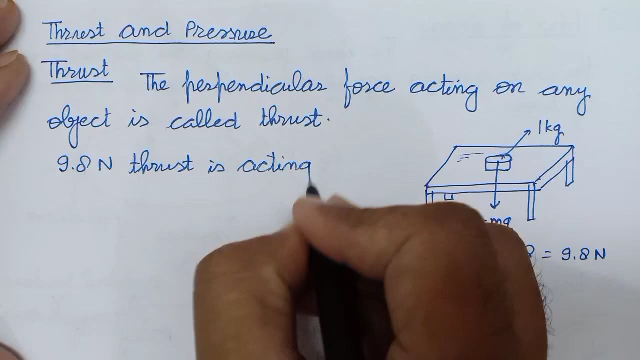 Thrust and Pressure
Thrust The perpendicular force acting on any
object is called thrust.
9.8 N thrust is acting
1kg
mg
= 9.8 N